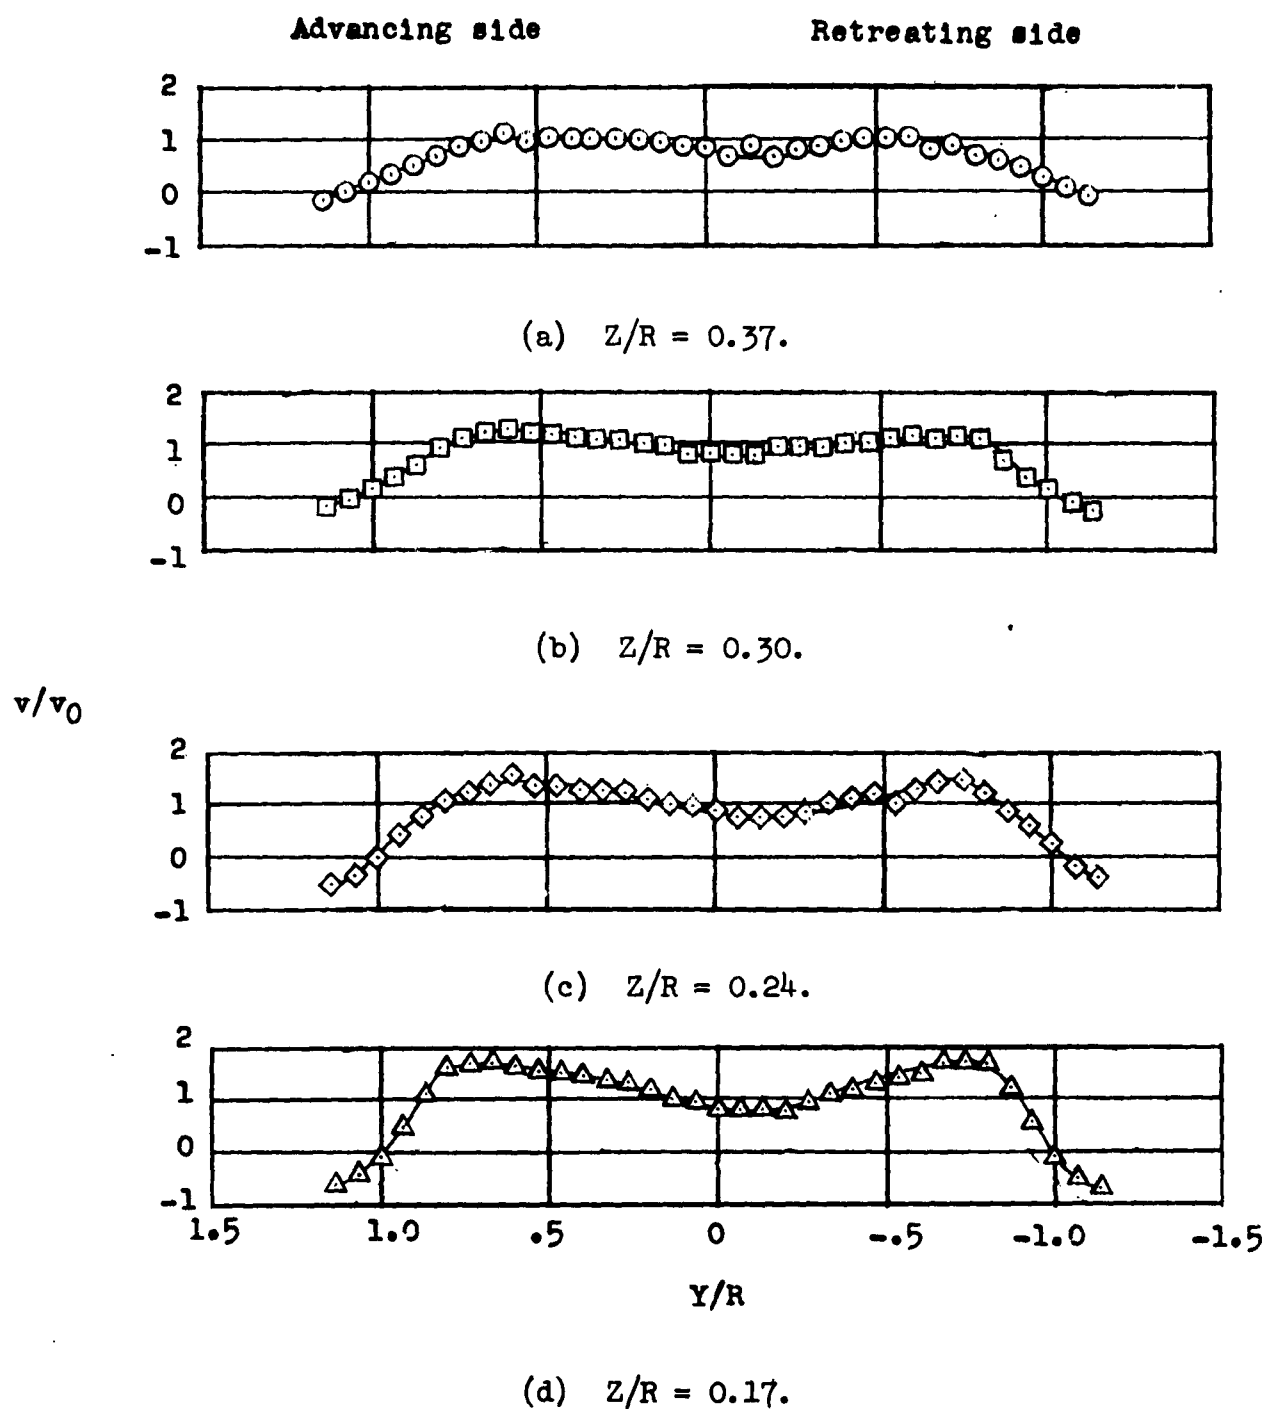 Advancing side
Retreating side
2
1
0
-1
(a) Z/R = 0.37.
2
1
0
-1
(b) Z/R = 0.30.
v/v0
2
1
0
-1
(c) Z/R = 0.24.
2
1
0
-1
1.5 1.0 .5 0 -.5 -1.0 -1.5
Y/R
(d) Z/R = 0.17.